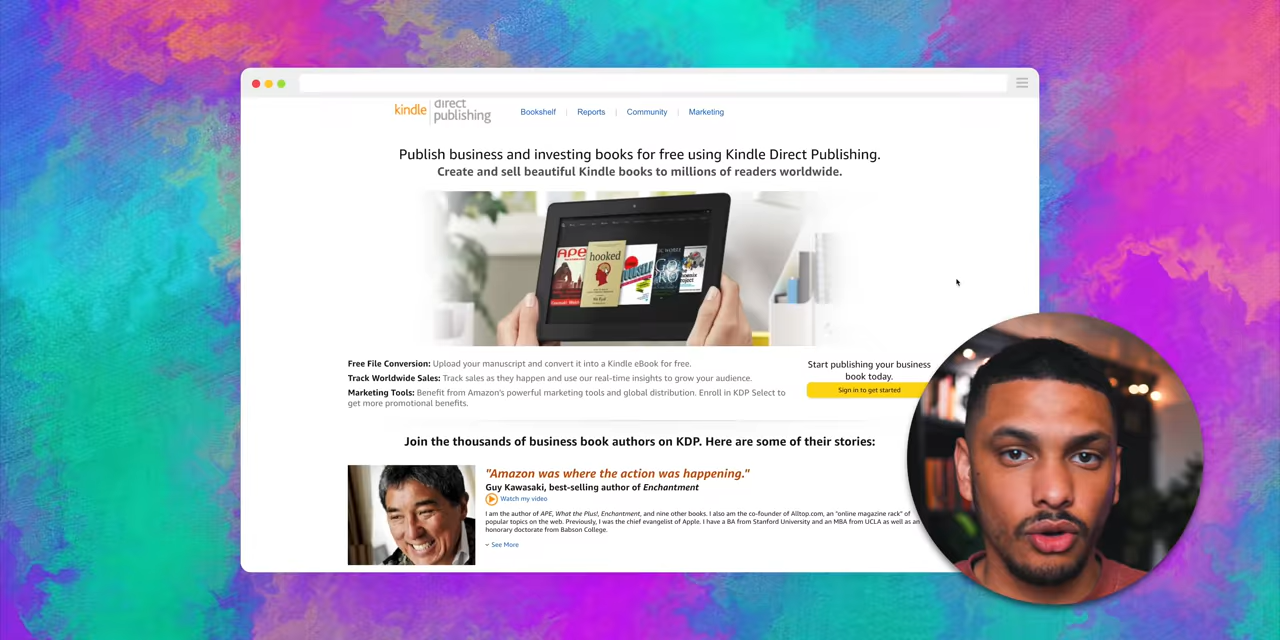 kindle direct publishing
Bookshelf | Reports | Community | Marketing
Publish business and investing books for free using Kindle Direct Publishing.
Create and sell beautiful Kindle books to millions of readers worldwide.
APE
hooked
Free File Conversion: Upload your manuscript and convert it into a Kindle eBook for free.
Track Worldwide Sales: Track sales as they happen and use our real-time insights to grow your audience.
Marketing Tools: Benefit from Amazon's powerful marketing tools and global distribution. Enroll in KDP Select to
get more promotional benefits.
Start publishing your business
book today.
Sign in to get started
Join the thousands of business book authors on KDP. Here are some of their stories:
"Amazon was where the action was happening."
Guy Kawasaki, best-selling author of Enchantment
Watch my video
I am the author of APE, What the Plus!, Enchantment, and nine other books. I also am the co-founder of Alltop.com, an "online magazine rack" of
popular topics on the web. Previously, I was the chief evangelist of Apple. I have a BA from Stanford University and an MBA from UCLA as well as an
honorary doctorate from Babson College.
See More